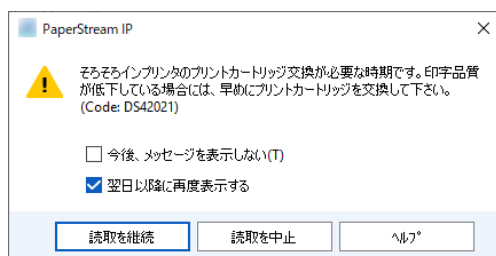 PaperStream IP
そろそろインプリンタのプリントカートリッジ交換が必要な時期です。印字品質
が低下している場合には、早めにプリントカートリッジを交換して下さい。
(Code: DS42021)
今後、メッセージを表示しない(T)
翌日以降に再度表示する
読取を継続
読取を中止
ヘルプ